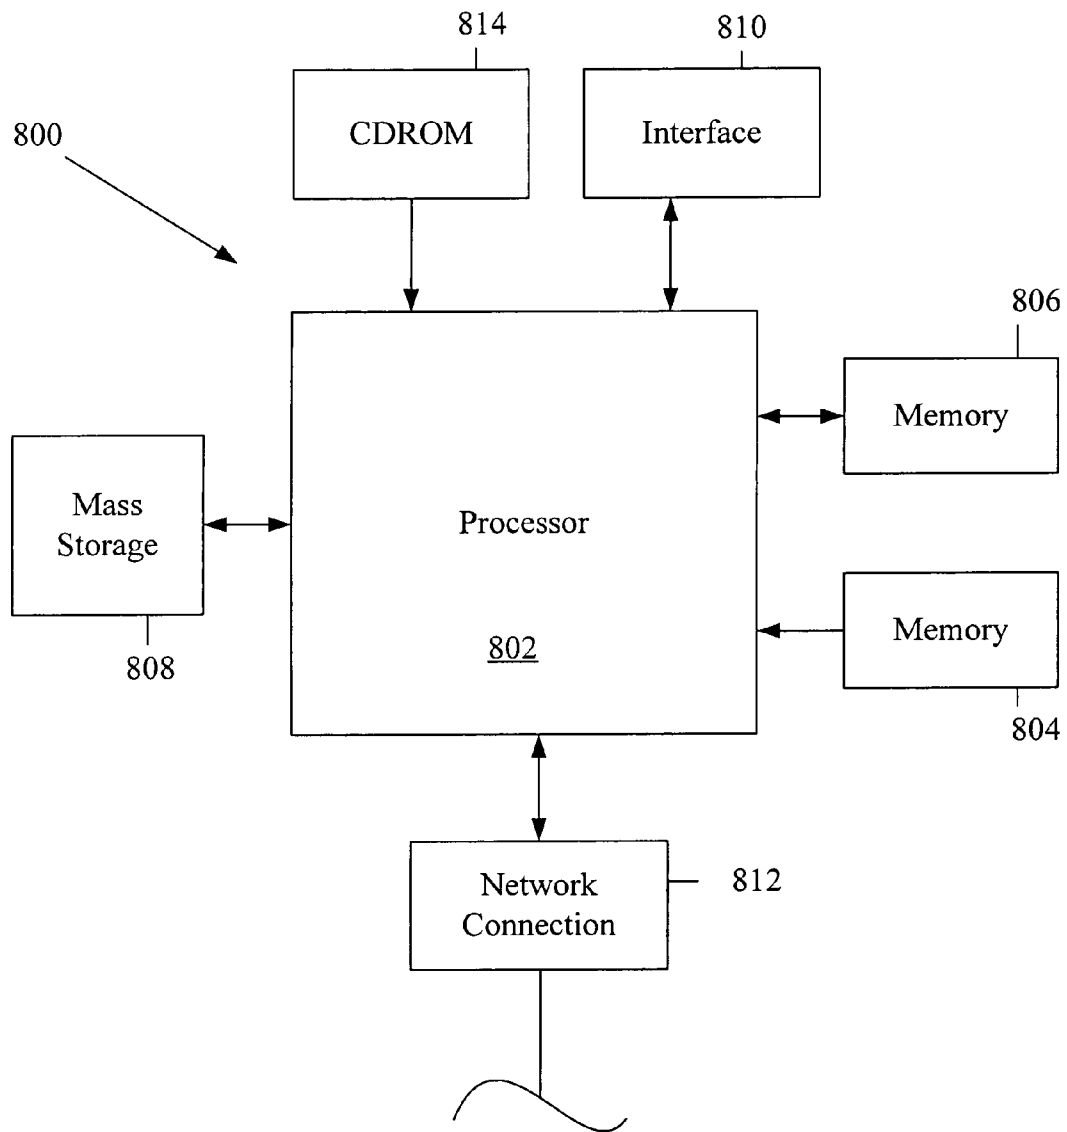 814
810
800
CDROM
Interface
806
Memory
Mass
Storage
Processor
808
802
Memory
804
Network
Connection
812